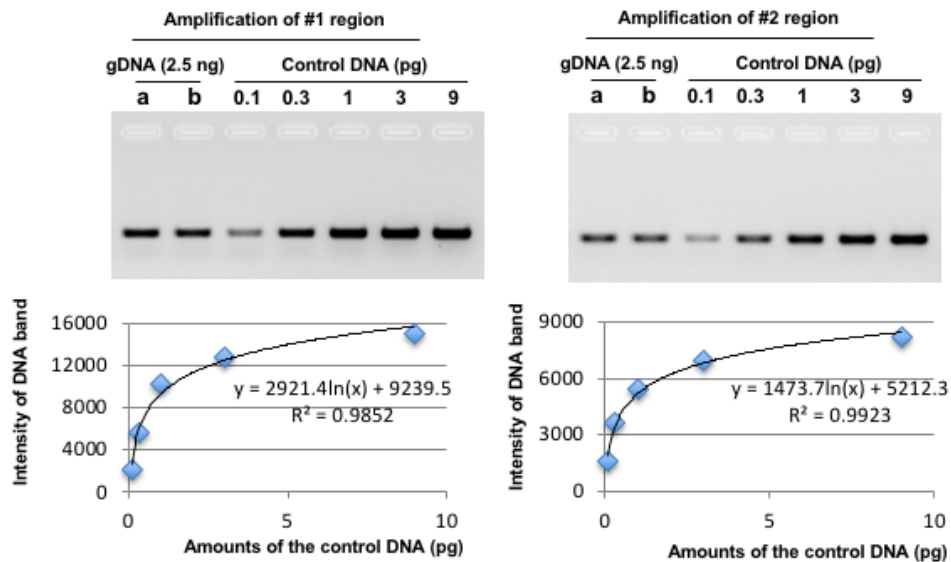 Amplification of #1 region
gDNA (2.5 ng) Control DNA (pg)
a b 0.1 0.3 1 3 9
Intensity of DNA band
16000
12000
8000
4000
0
y = 2921.4ln(x) + 9239.5
R² = 0.9852
0 5 10
Amounts of the control DNA (pg)
Amplification of #2 region
gDNA (2.5 ng) Control DNA (pg)
a b 0.1 0.3 1 3 9
Intensity of DNA band
9000
6000
3000
0
y = 1473.7ln(x) + 5212.3
R² = 0.9923
0 5 10
Amounts of the control DNA (pg)